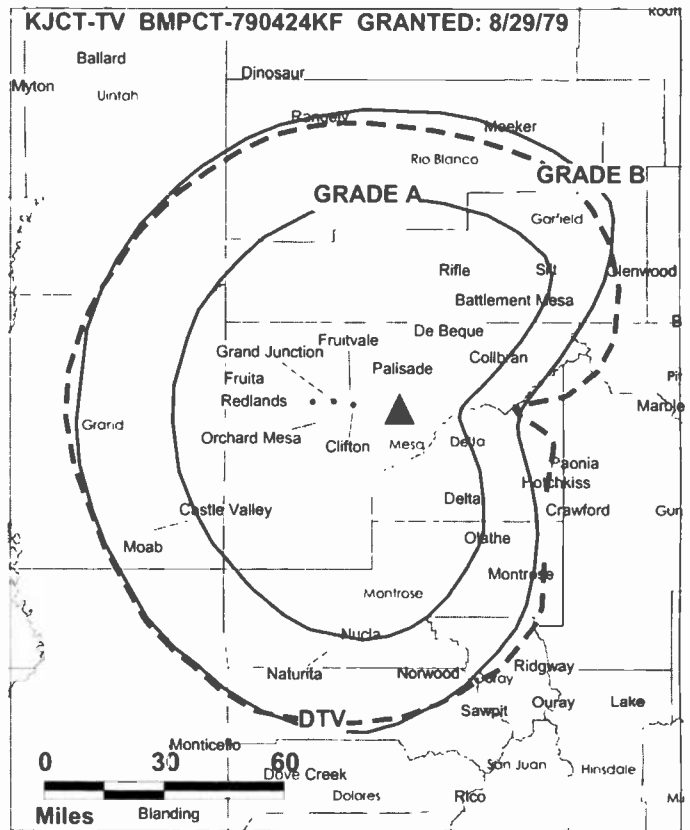 KJCT-TV BMPCT-790424KF GRANTED: 8/29/79
Ballard
Myton
Uintah
Dinosaur
Rangely
Meeker
Rio Blanco
GRADE B
GRADE A
Garfield
Rifle
Silt
Glenwood
Battlement Mesa
De Beque
Fruitvale
Grand Junction
Collbran
Palisade
Fruita
Redlands
Marble
Grand
Orchard Mesa
Clifton
Mesa
Delta
Paonia
Hotchkiss
Delta
Castle Valley
Crawford
Olathe
Moab
Montrose
Montrose
Nucla
Naturita
Norwood
Ridgway
Ouray
Ouray
Lake
Sawpit
DTV
Monticello
0 30 60
Dove Creek
San Juan
Hinsdale
Dolores
Rico
Miles
Blanding